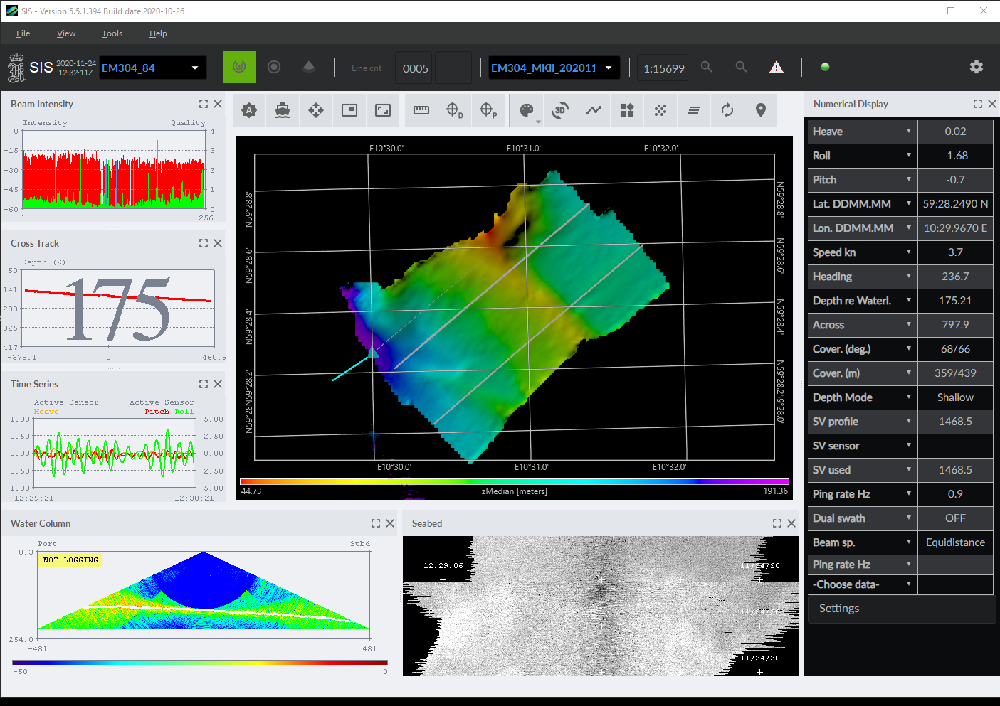 SIS - Version 5.5.1.394 Build date 2020-10-26
File View Tools Help
SIS 2020-11-24 12:32:11Z EM304_84 Line cnt 0005 EM304_MKII_202011 1:15699
Beam Intensity
Intensity Quality
0 4
-15 3
-30 2
-45 1
-60 0
1 256
Cross Track
Depth (Z)
50
141
233
325
417
175
-378.1 0 460.9
Time Series
Active Sensor Active Sensor
Heave Pitch Roll
1.00 5.00
0.50 2.50
0.00 0.00
-0.50 -2.50
-1.00 -5.00
12:29:21 12:30:21
A D P 3D
E10°30.0' E10°31.0' E10°32.0'
N59°28.8' N59°28.8'
N59°28.6' N59°28.6'
N59°28.4' N59°28.4'
N59°28.2' N59°28.2'
N59°28 9°28.0'
E10°30.0' E10°31.0' E10°32.0'
44.73 zMedian [meters] 191.36
Water Column
Port Stbd
0.3
NOT LOGGING
254.0
-481 481
-50 0
Seabed
12:29:06 11/24/20
11/24/20
11/24/20
Numerical Display
Heave 0.02
Roll -1.68
Pitch -0.7
Lat. DDMM.MM 59:28.2490 N
Lon. DDMM.MM 10:29.9670 E
Speed kn 3.7
Heading 236.7
Depth re Waterl. 175.21
Across 797.9
Cover. (deg.) 68/66
Cover. (m) 359/439
Depth Mode Shallow
SV profile 1468.5
SV sensor ---
SV used 1468.5
Ping rate Hz 0.9
Dual swath OFF
Beam sp. Equidistance
Ping rate Hz
-Choose data-
Settings